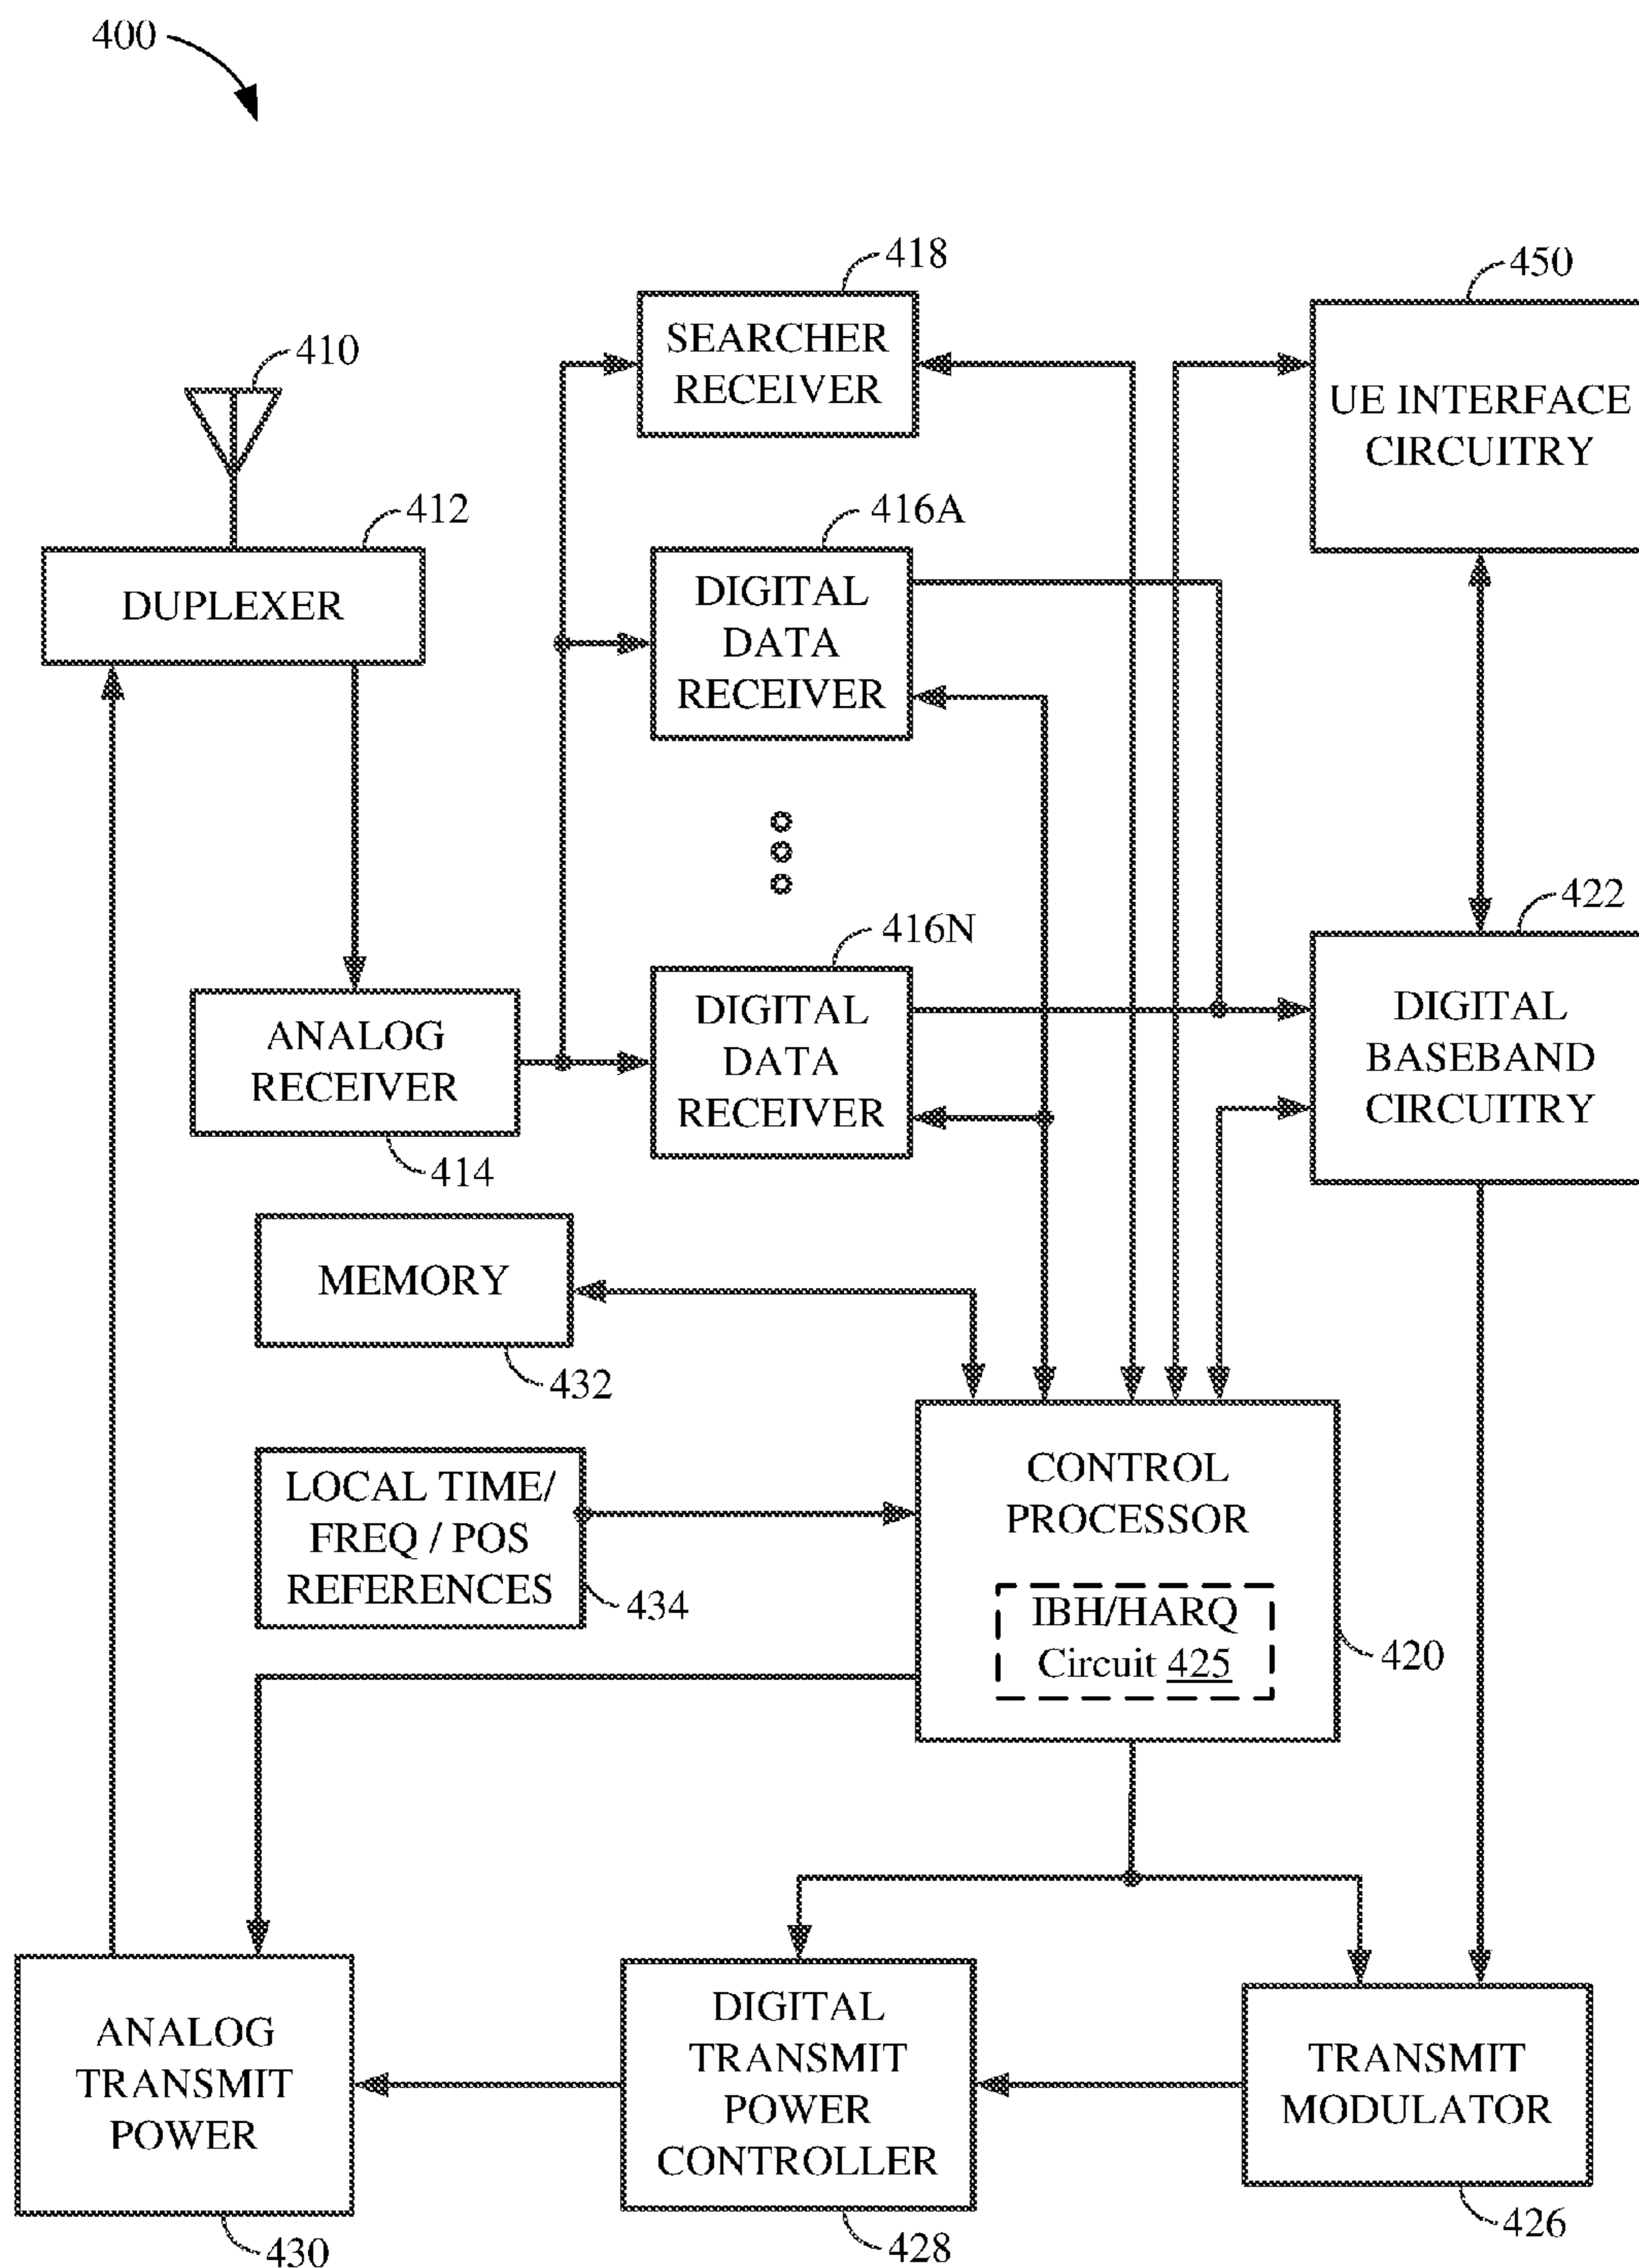 400
418
SEARCHER
RECEIVER
450
UE INTERFACE
CIRCUITRY
410
412
DUPLEXER
416A
DIGITAL
DATA
RECEIVER
416N
DIGITAL
DATA
RECEIVER
422
DIGITAL
BASEBAND
CIRCUITRY
ANALOG
RECEIVER
414
MEMORY
432
LOCAL TIME/
FREQ / POS
REFERENCES
434
CONTROL
PROCESSOR
IBH/HARQ
Circuit 425
420
ANALOG
TRANSMIT
POWER
430
DIGITAL
TRANSMIT
POWER
CONTROLLER
428
TRANSMIT
MODULATOR
426